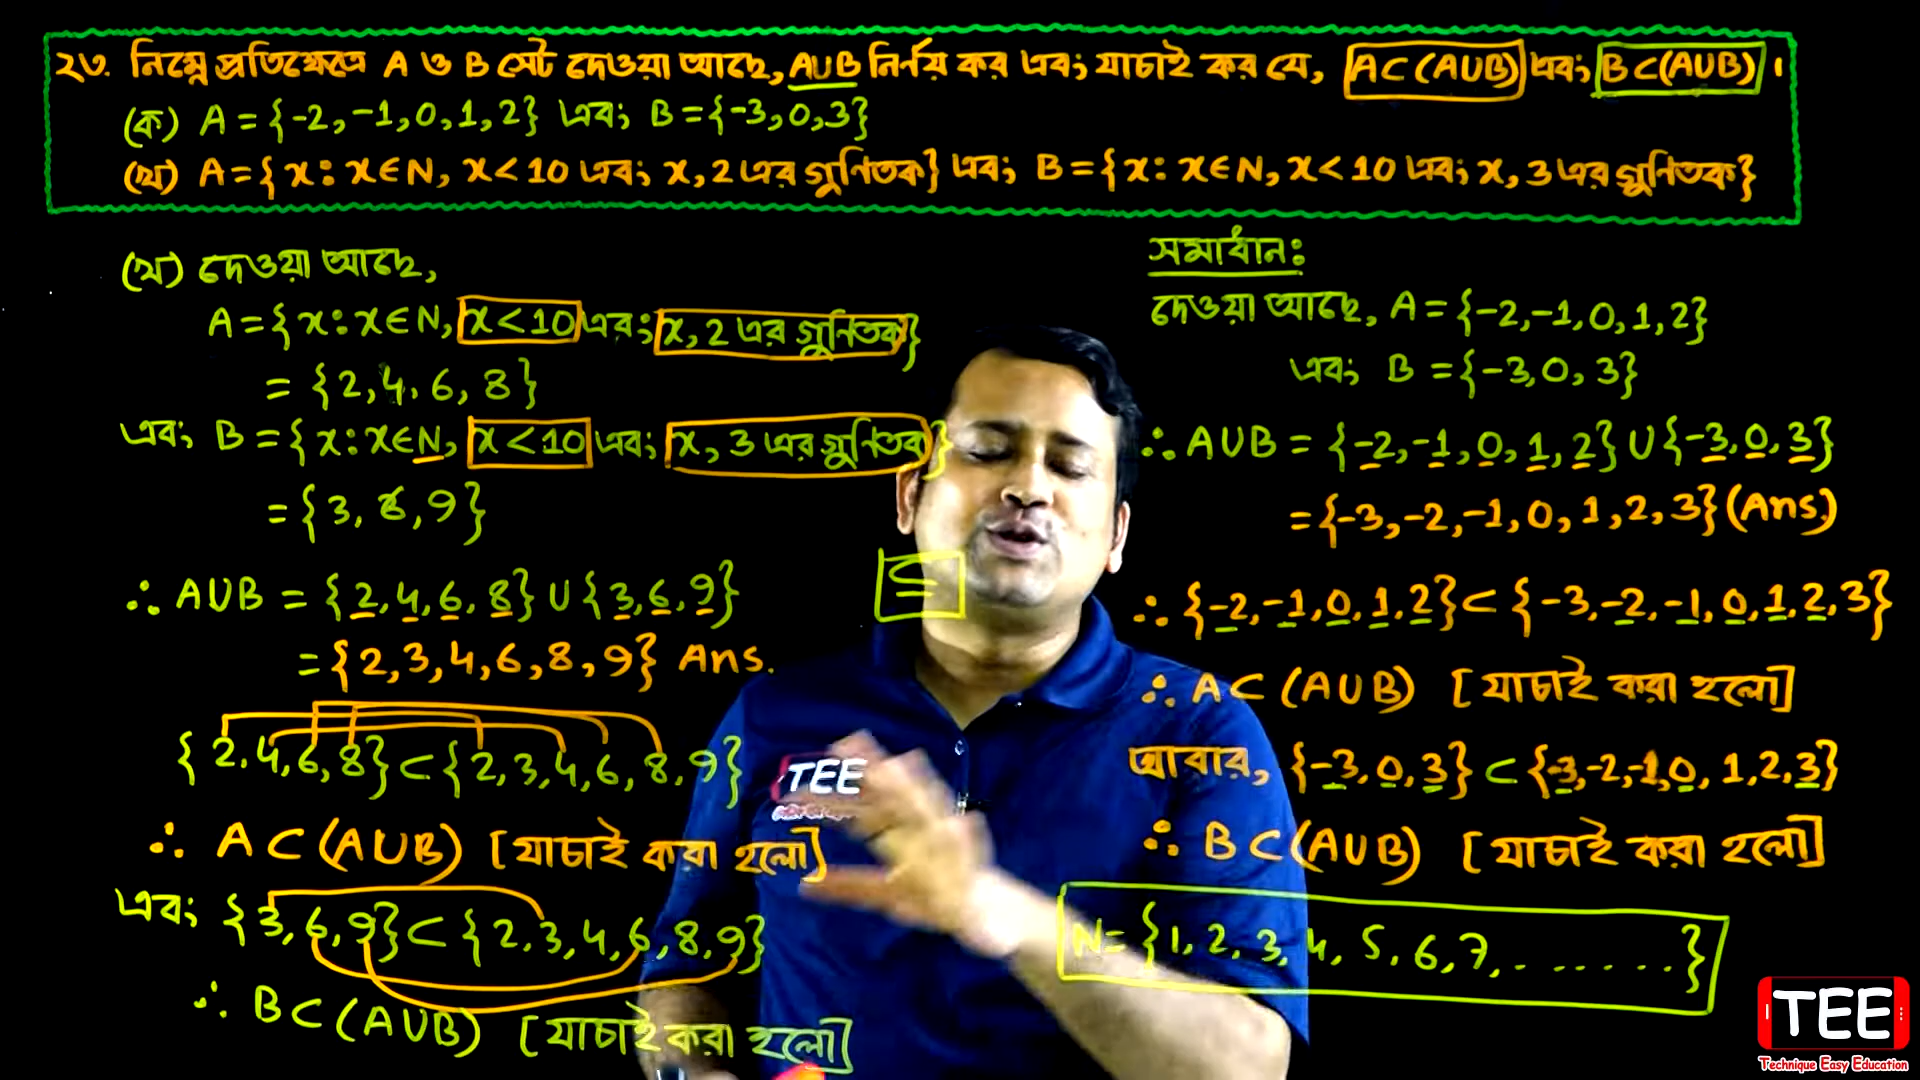 ২৩. নিম্নে প্রতিক্ষেত্রে A ও B সেট দেওয়া আছে, A∪B নির্ণয় কর এবং যাচাই কর যে, A⊂(A∪B) এবং B⊂(A∪B) ।
(ক) A = {-2, -1, 0, 1, 2} এবং B = {-3, 0, 3}
(খ) A = {x : x∈N, x<10 এবং x, 2 এর গুণিতক} এবং B = {x : x∈N, x<10 এবং x, 3 এর গুণিতক}
(খ) দেওয়া আছে,
A = {x : x∈N, x<10 এবং x, 2 এর গুণিতক}
= {2, 4, 6, 8}
এবং B = {x : x∈N, x<10 এবং x, 3 এর গুণিতক}
= {3, 6, 9}
∴ A∪B = {2, 4, 6, 8} ∪ {3, 6, 9}
= {2, 3, 4, 6, 8, 9} Ans.
{2, 4, 6, 8} ⊂ {2, 3, 4, 6, 8, 9}
∴ A⊂(A∪B) [যাচাই করা হলো]
এবং {3, 6, 9} ⊂ {2, 3, 4, 6, 8, 9}
∴ B⊂(A∪B) [যাচাই করা হলো]
⊆
সমাধান:
দেওয়া আছে, A = {-2, -1, 0, 1, 2}
এবং B = {-3, 0, 3}
∴ A∪B = {-2, -1, 0, 1, 2} ∪ {-3, 0, 3}
= {-3, -2, -1, 0, 1, 2, 3} (Ans)
∴ {-2, -1, 0, 1, 2} ⊂ {-3, -2, -1, 0, 1, 2, 3}
∴ A⊂(A∪B) [যাচাই করা হলো]
আবার, {-3, 0, 3} ⊂ {-3, -2, -1, 0, 1, 2, 3}
∴ B⊂(A∪B) [যাচাই করা হলো]
N = {1, 2, 3, 4, 5, 6, 7, . . . . . . .}
TEE
TEE
Technique Easy Education